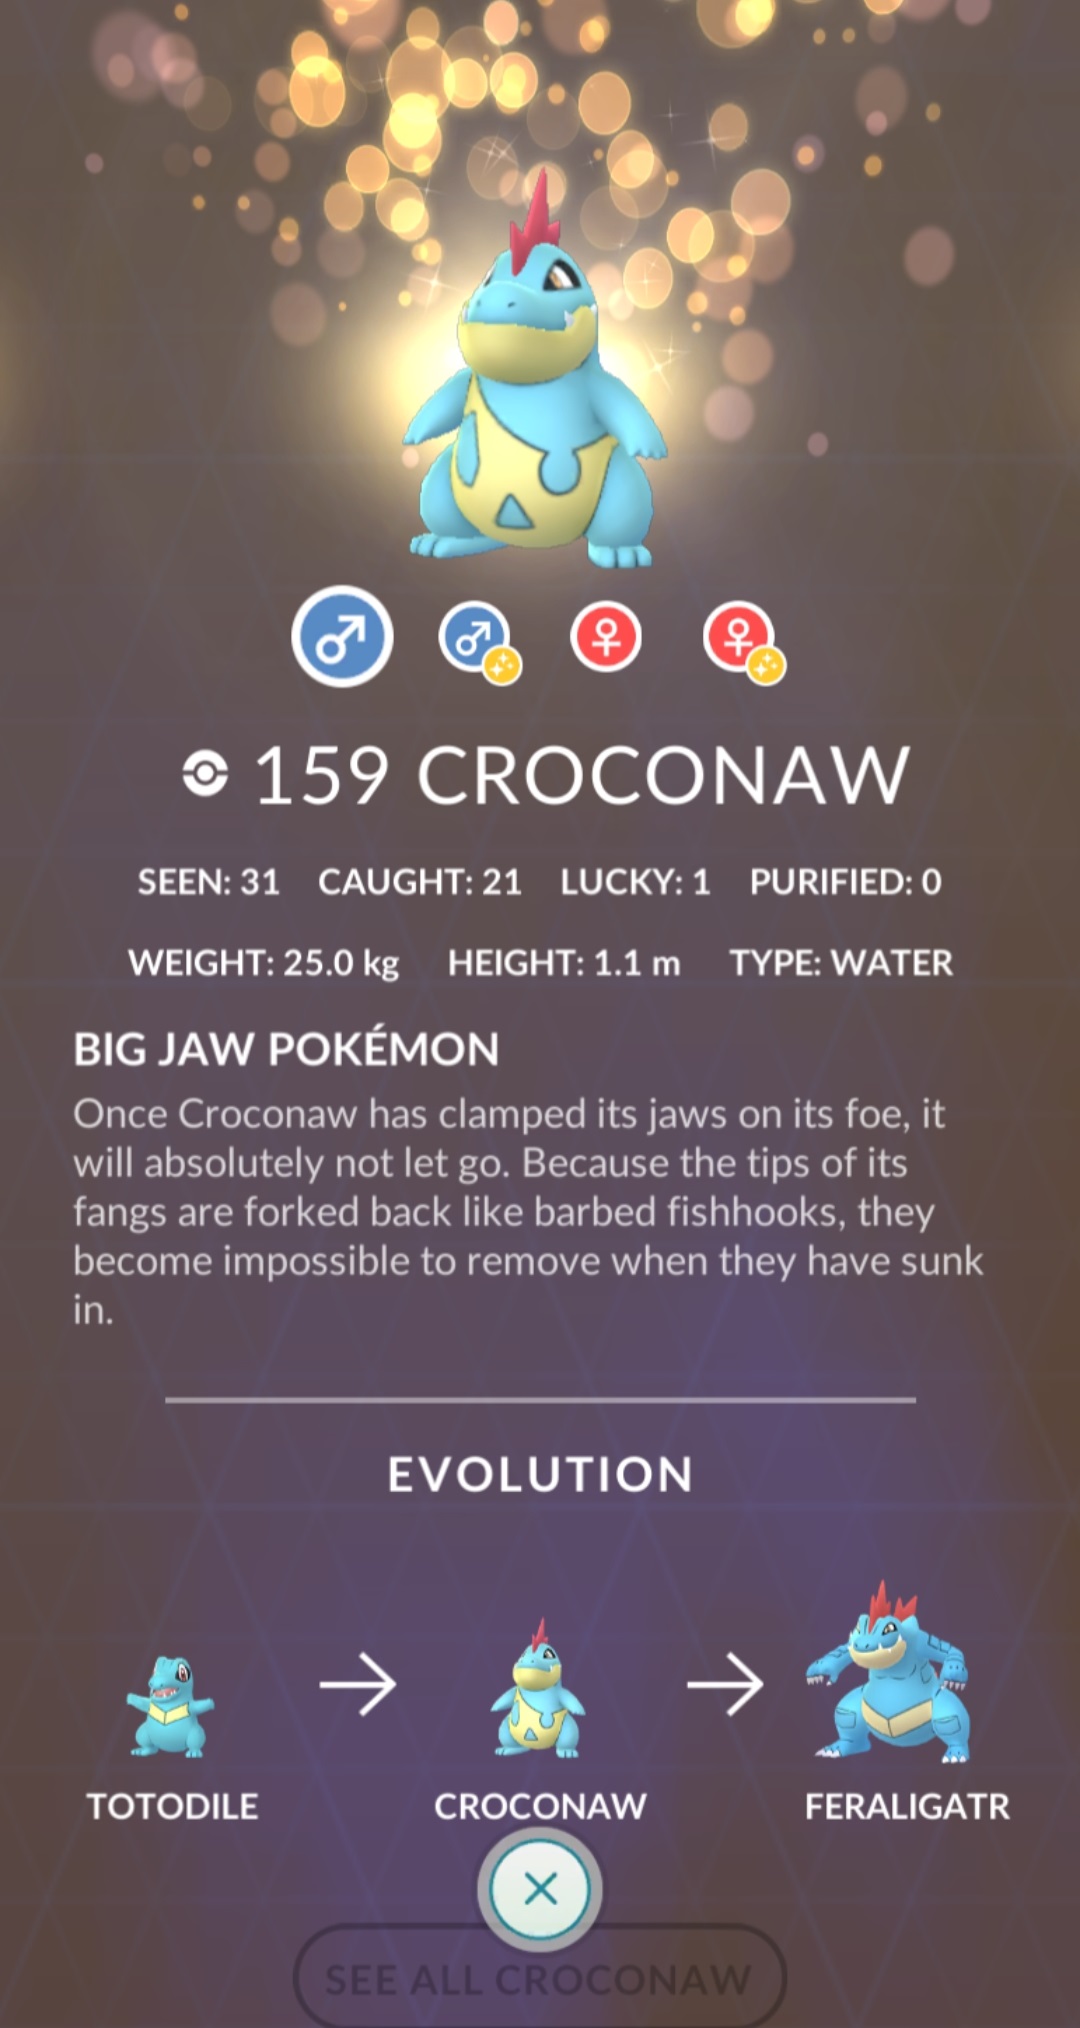 159 CROCONAW
SEEN: 31 CAUGHT: 21 LUCKY: 1 PURIFIED: 0
WEIGHT: 25.0 kg HEIGHT: 1.1 m TYPE: WATER
BIG JAW POKÉMON
Once Croconaw has clamped its jaws on its foe, it
will absolutely not let go. Because the tips of its
fangs are forked back like barbed fishhooks, they
become impossible to remove when they have sunk
in.
EVOLUTION
TOTODILE CROCONAW FERALIGATR
SEE ALL CROCONAW